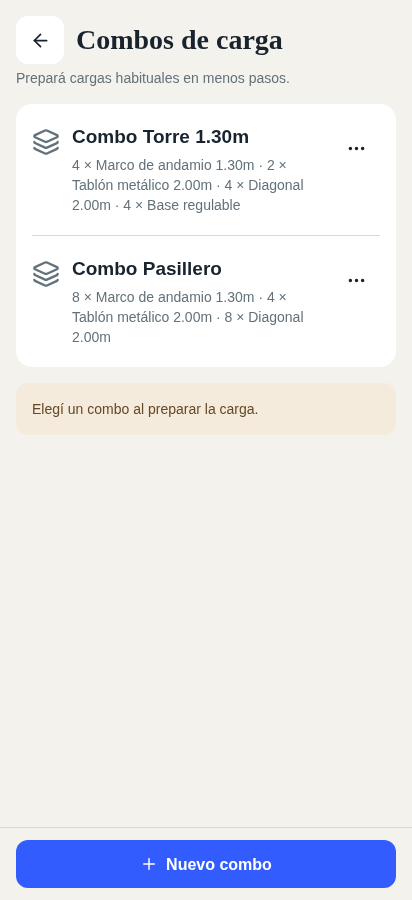 Combos de carga
Prepará cargas habituales en menos pasos.
Combo Torre 1.30m
4 × Marco de andamio 1.30m · 2 ×
Tablón metálico 2.00m · 4 × Diagonal
2.00m · 4 × Base regulable
Combo Pasillero
8 × Marco de andamio 1.30m · 4 ×
Tablón metálico 2.00m · 8 × Diagonal
2.00m
Elegí un combo al preparar la carga.
Nuevo combo